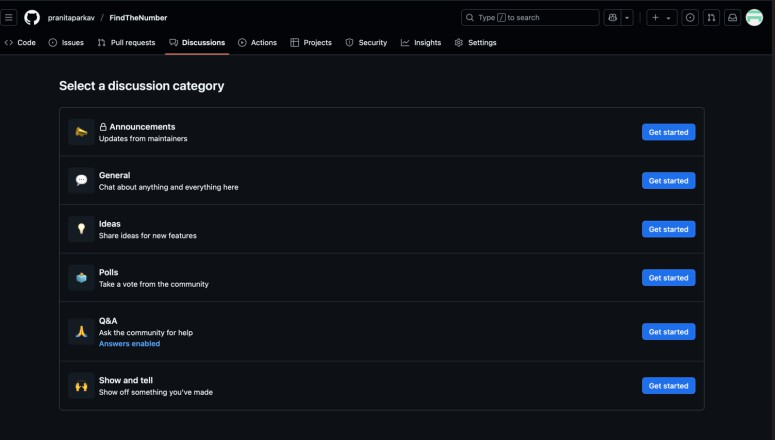 pranitaparkav / FindTheNumber
Type / to search
Code Issues Pull requests Discussions Actions Projects Security Insights Settings
Select a discussion category
Announcements
Updates from maintainers
Get started
General
Chat about anything and everything here
Get started
Ideas
Share ideas for new features
Get started
Polls
Take a vote from the community
Get started
Q&A
Ask the community for help
Answers enabled
Get started
Show and tell
Show off something you've made
Get started